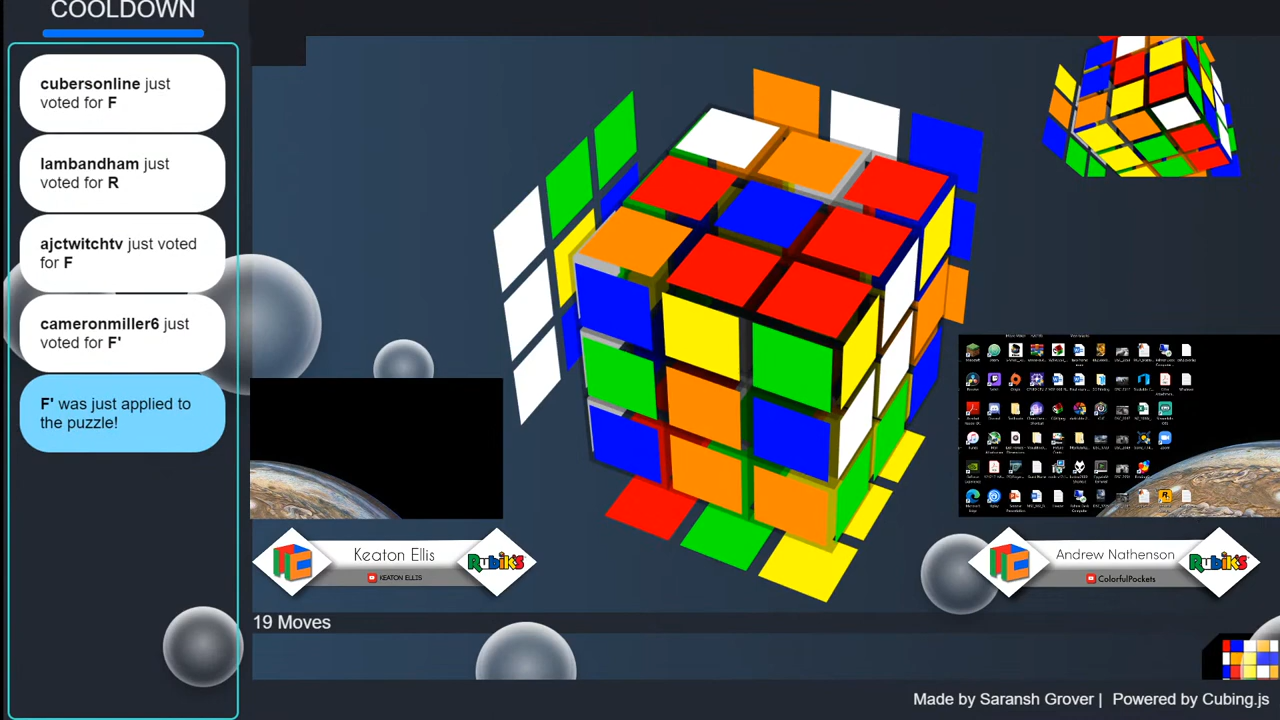 COOLDOWN
cubersonline just
voted for F
lambandham just
voted for R
ajctwitchtv just voted
for F
cameronmiller6 just
voted for F'
F' was just applied to
the puzzle!
Keaton Ellis
KEATON ELLIS
Rubik's
Andrew Nathenson
ColorfulPockets
Rubik's
19 Moves
Made by Saransh Grover | Powered by Cubing.js